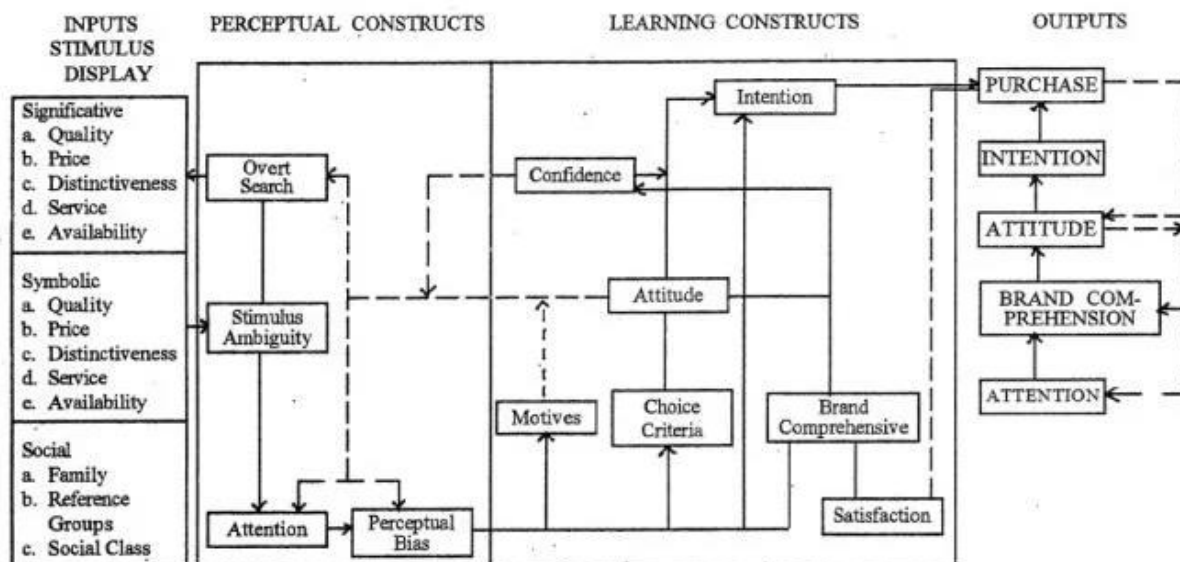 INPUTS
STIMULUS
DISPLAY
PERCEPTUAL CONSTRUCTS
LEARNING CONSTRUCTS
OUTPUTS
Significative
a. Quality
b. Price
c. Distinctiveness
d. Service
e. Availability
Symbolic
a. Quality
b. Price
c. Distinctiveness
d. Service
e. Availability
Social
a. Family
b. Reference
Groups
c. Social Class
Overt
Search
Stimulus
Ambiguity
Attention
Perceptual
Bias
Intention
Confidence
Attitude
Motives
Choice
Criteria
Brand
Comprehensive
Satisfaction
PURCHASE
INTENTION
ATTITUDE
BRAND COM-
PREHENSION
ATTENTION